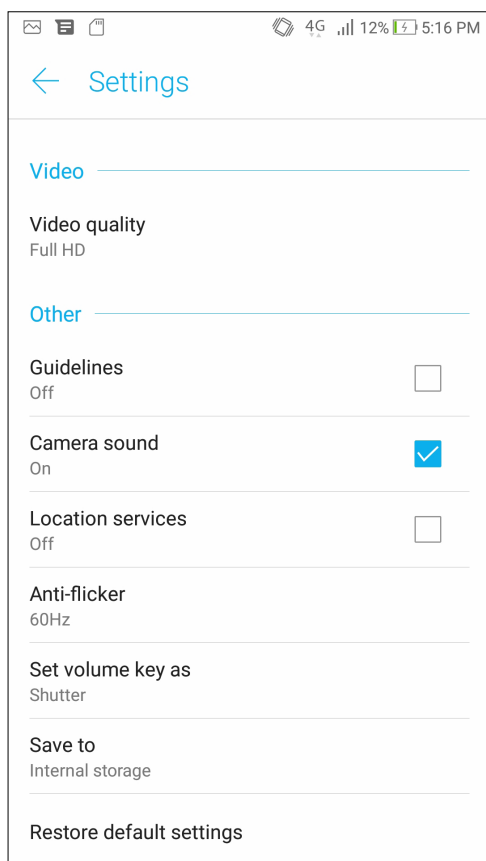 4G 12% 5:16 PM
Settings
Video
Video quality
Full HD
Other
Guidelines
Off
Camera sound
On
Location services
Off
Anti-flicker
60Hz
Set volume key as
Shutter
Save to
Internal storage
Restore default settings